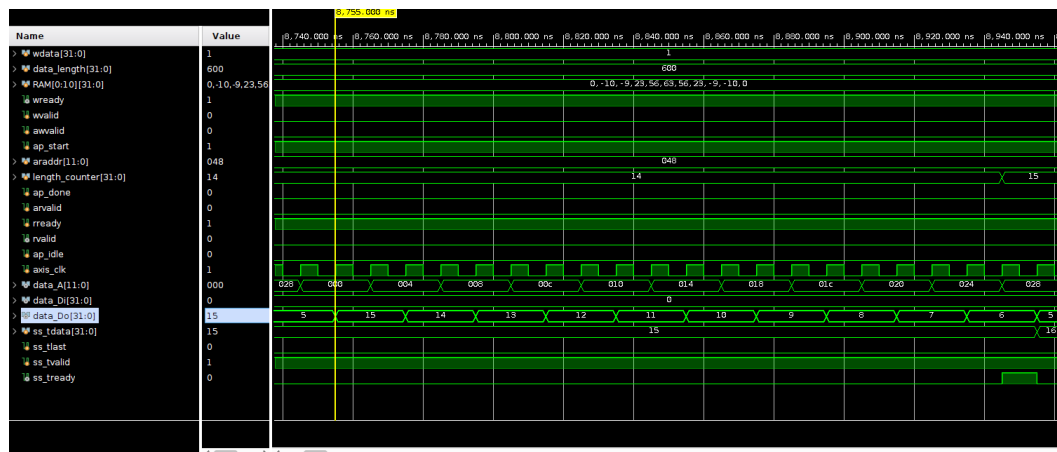 8,755.000 ns
Name Value 8,740.000 ns 8,760.000 ns 8,780.000 ns 8,800.000 ns 8,820.000 ns 8,840.000 ns 8,860.000 ns 8,880.000 ns 8,900.000 ns 8,920.000 ns 8,940.000 ns
wdata[31:0] 1 1
data_length[31:0] 600 600
RAM[0:10][31:0] 0,-10,-9,23,56 0,-10,-9,23,56,63,56,23,-9,-10,0
wready 1
wvalid 0
awvalid 0
ap_start 1
araddr[11:0] 048 048
length_counter[31:0] 14 14 15
ap_done 0
arvalid 0
rready 1
rvalid 0
ap_idle 0
axis_clk 1
data_A[11:0] 000 028 000 004 008 00c 010 014 018 01c 020 024 028
data_Di[31:0] 0 0
data_Do[31:0] 15 5 15 14 13 12 11 10 9 8 7 6 5
ss_tdata[31:0] 15 15 16
ss_tlast 0
ss_tvalid 1
ss_tready 0